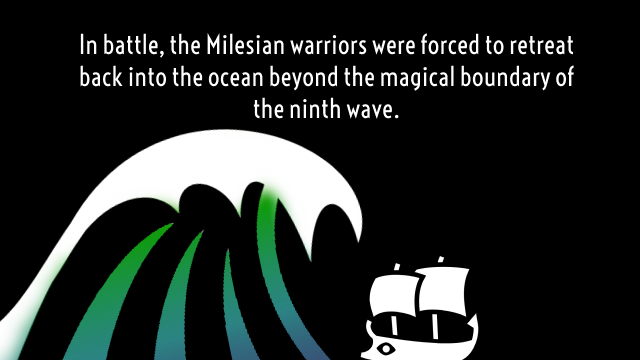 In battle, the Milesian warriors were forced to retreat
back into the ocean beyond the magical boundary of
the ninth wave.